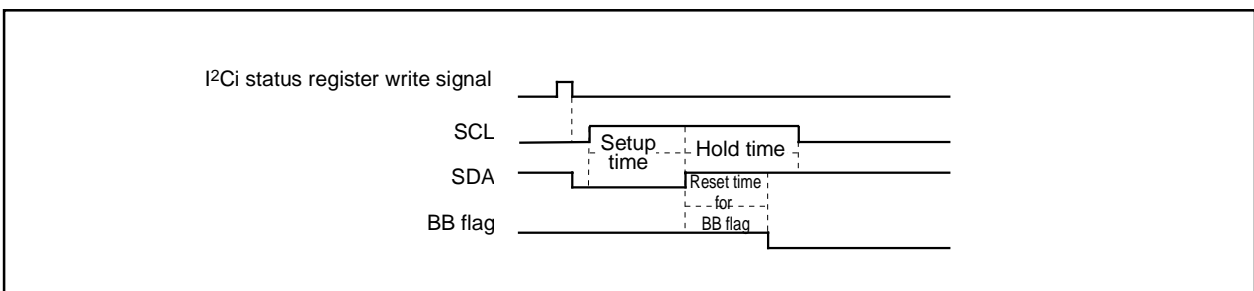 I²Ci status register write signal
SCL
Setup
time
Hold time
SDA
Reset time
for
BB flag
BB flag